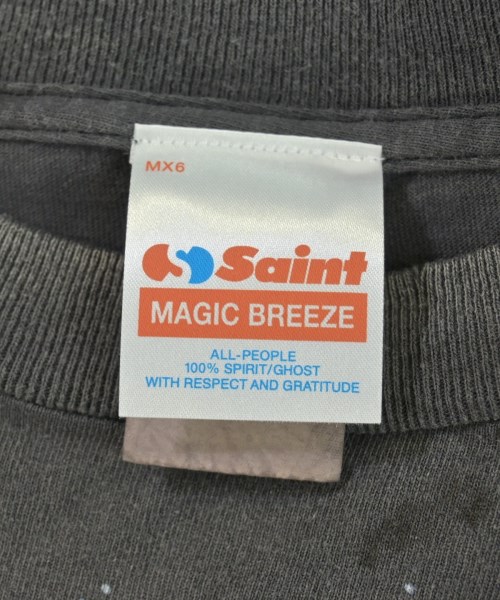 MX6
Saint
MAGIC BREEZE
ALL-PEOPLE
100% SPIRIT/GHOST
WITH RESPECT AND GRATITUDE